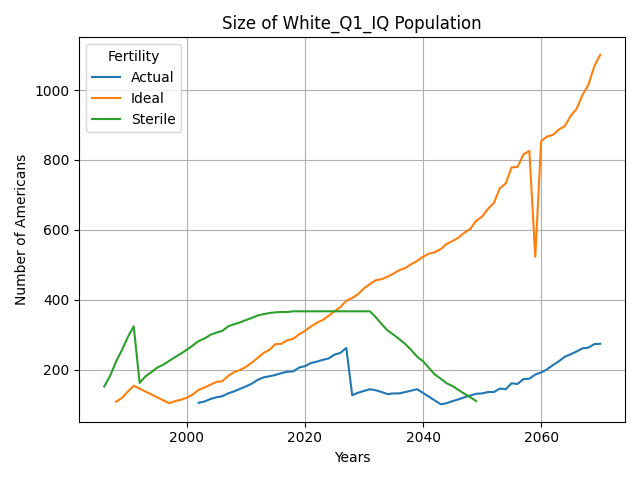 Size of White_Q1_IQ Population
Fertility
Actual
Ideal
Sterile
Number of Americans
1000
800
600
400
200
2000
2020
2040
2060
Years